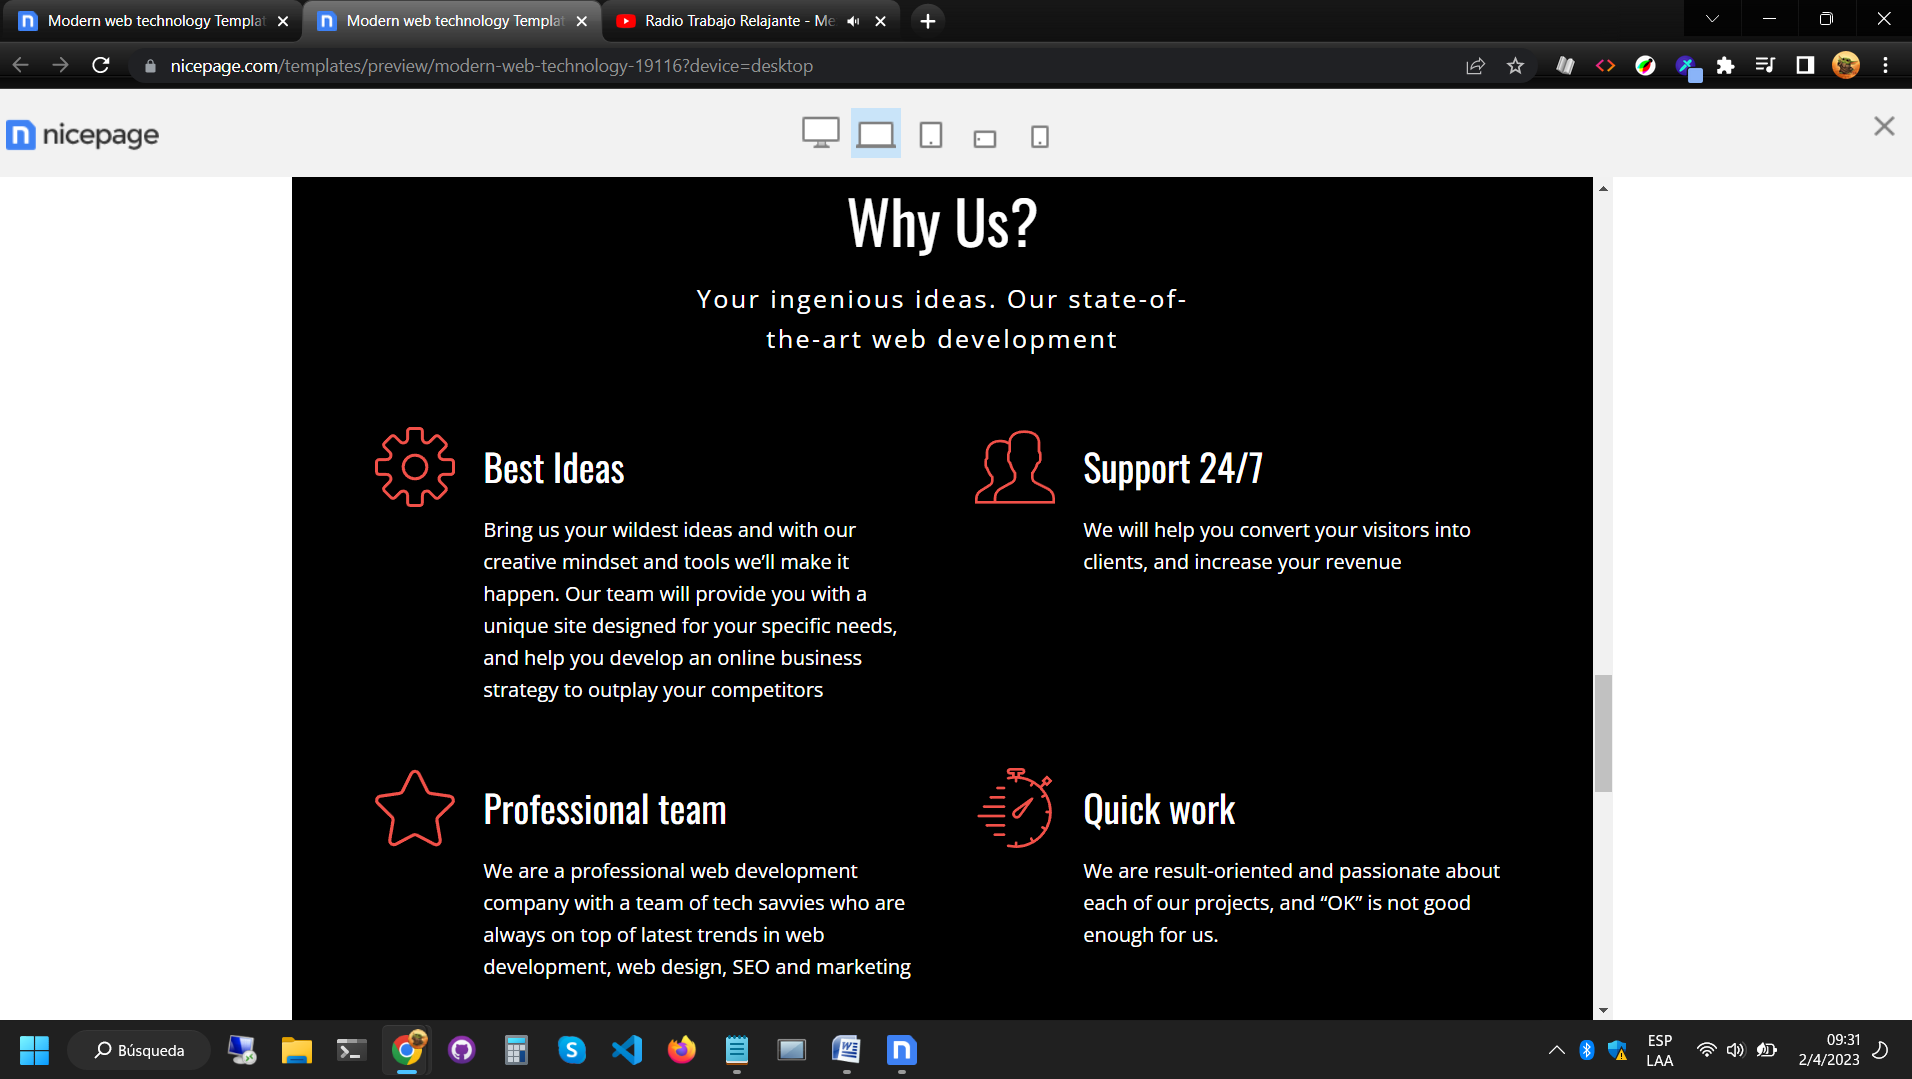 Modern web technology Templat
Modern web technology Templat
Radio Trabajo Relajante - Me
nicepage.com/templates/preview/modern-web-technology-19116?device=desktop
nicepage
Why Us?
Your ingenious ideas. Our state-of-
the-art web development
Best Ideas
Bring us your wildest ideas and with our
creative mindset and tools we’ll make it
happen. Our team will provide you with a
unique site designed for your specific needs,
and help you develop an online business
strategy to outplay your competitors
Support 24/7
We will help you convert your visitors into
clients, and increase your revenue
Professional team
We are a professional web development
company with a team of tech savvies who are
always on top of latest trends in web
development, web design, SEO and marketing
Quick work
We are result-oriented and passionate about
each of our projects, and “OK” is not good
enough for us.
Búsqueda
ESP
LAA
09:31
2/4/2023